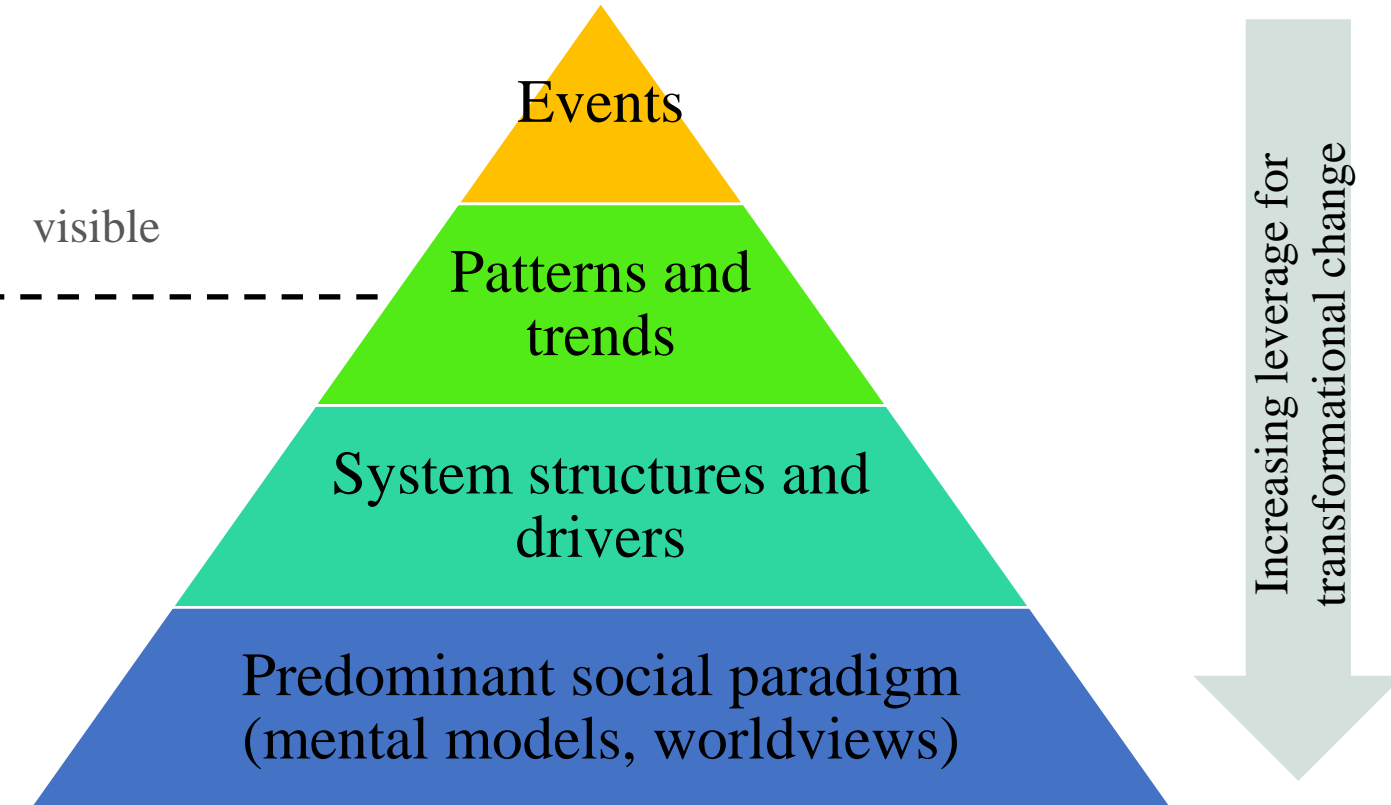 Events
visible
Patterns and
trends
System structures and
drivers
Predominant social paradigm
(mental models, worldviews)
Increasing leverage for
transformational change